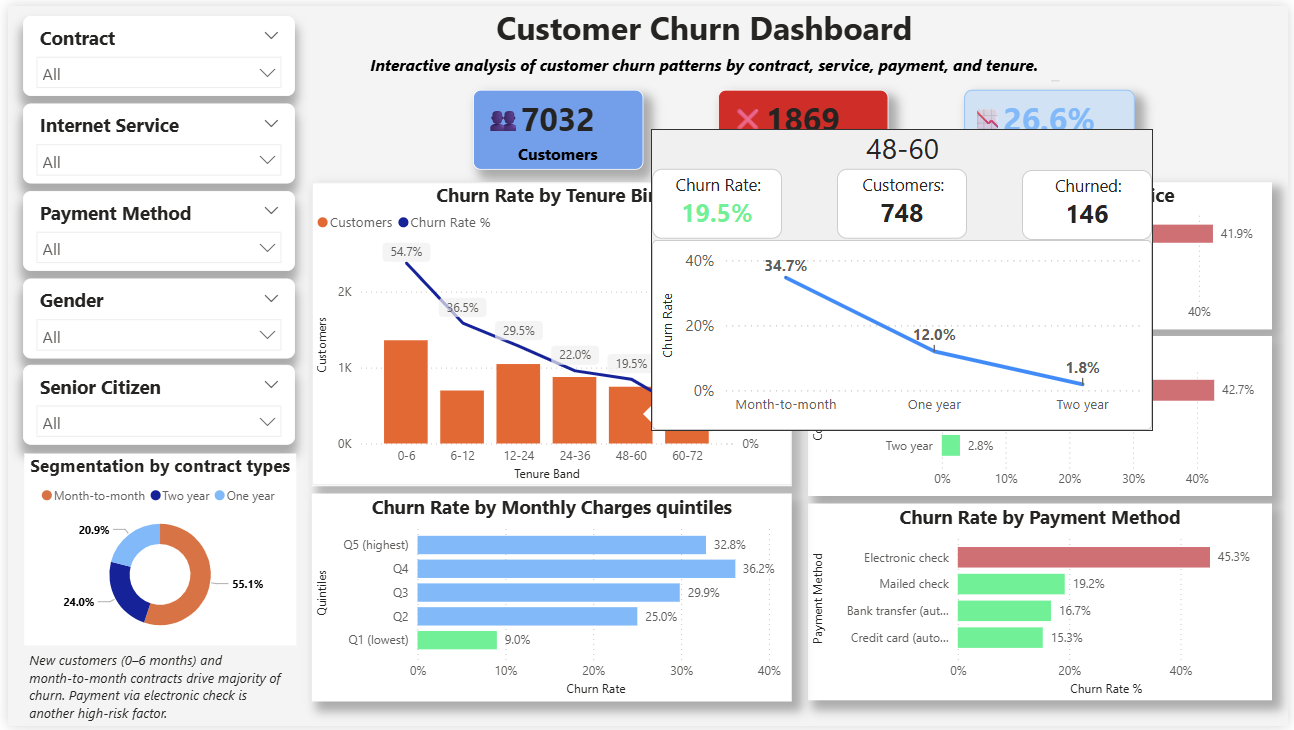 Customer Churn Dashboard
Interactive analysis of customer churn patterns by contract, service, payment, and tenure.
Contract
All
Internet Service
All
Payment Method
All
Gender
All
Senior Citizen
All
Segmentation by contract types
Month-to-month Two year One year
20.9%
55.1%
24.0%
New customers (0–6 months) and
month-to-month contracts drive majority of
churn. Payment via electronic check is
another high-risk factor.
7032
Customers
1869
26.6%
Churn Rate by Tenure Bin
Customers Churn Rate %
54.7%
36.5%
29.5%
22.0%
19.5%
2K
1K
0K
0%
Customers
0-6 6-12 12-24 24-36 48-60 60-72
Tenure Band
48-60
Churn Rate:
19.5%
Customers:
748
Churned:
146
40%
20%
0%
Churn Rate
34.7%
12.0%
1.8%
Month-to-month One year Two year
ice
41.9%
40%
42.7%
Two year 2.8%
0% 10% 20% 30% 40%
Churn Rate by Monthly Charges quintiles
Quintiles
Q5 (highest) 32.8%
Q4 36.2%
Q3 29.9%
Q2 25.0%
Q1 (lowest) 9.0%
0% 10% 20% 30% 40%
Churn Rate
Churn Rate by Payment Method
Payment Method
Electronic check 45.3%
Mailed check 19.2%
Bank transfer (aut... 16.7%
Credit card (auto... 15.3%
0% 20% 40%
Churn Rate %